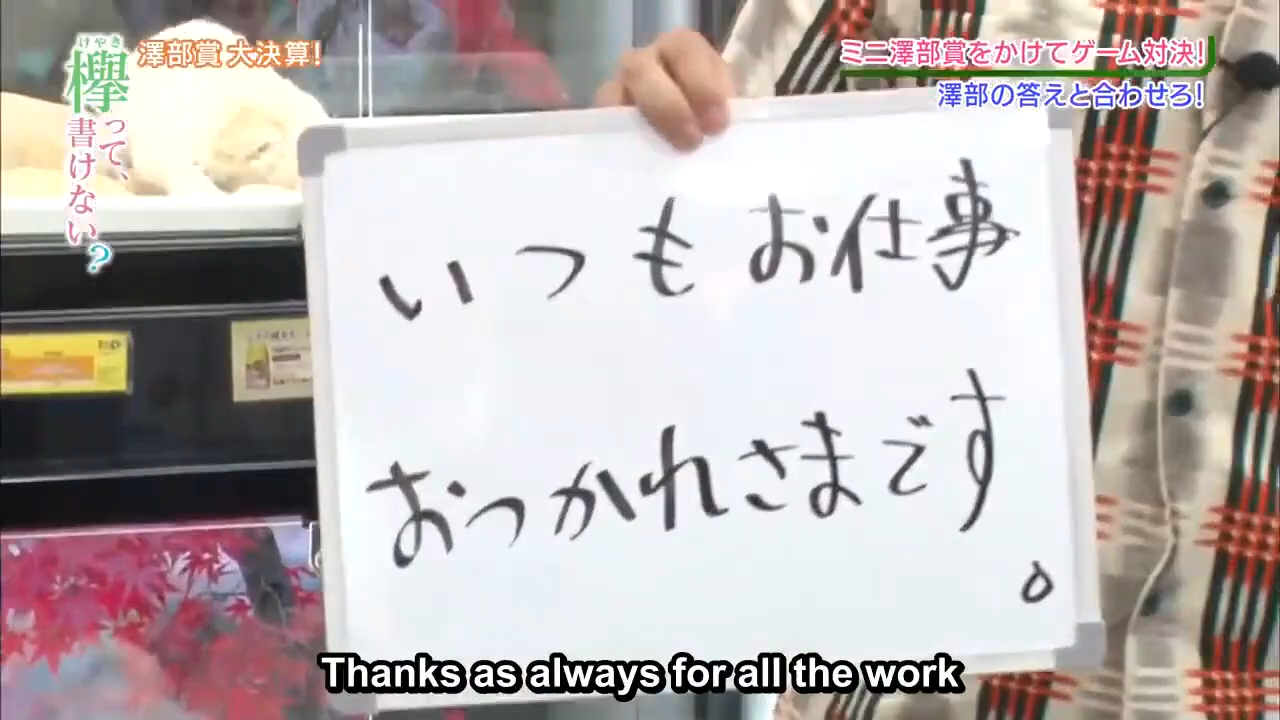 けやき
欅って、
書けない?
澤部賞 大決算!
ミニ澤部賞をかけてゲーム対決!
澤部の答えと合わせろ!
いつもお仕事
おつかれさまです。
Thanks as always for all the work